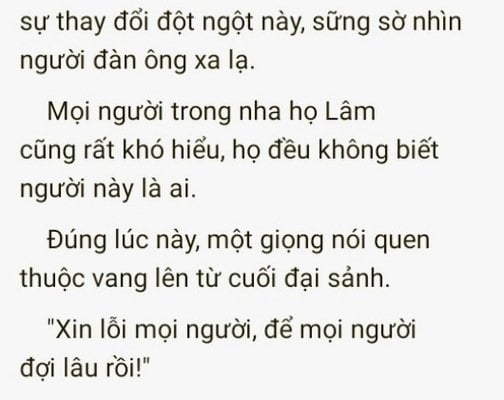 sự thay đổi đột ngột này, sững sờ nhìn
người đàn ông xa lạ.
Mọi người trong nha họ Lâm
cũng rất khó hiểu, họ đều không biết
người này là ai.
Đúng lúc này, một giọng nói quen
thuộc vang lên từ cuối đại sảnh.
"Xin lỗi mọi người, để mọi người
đợi lâu rồi!"